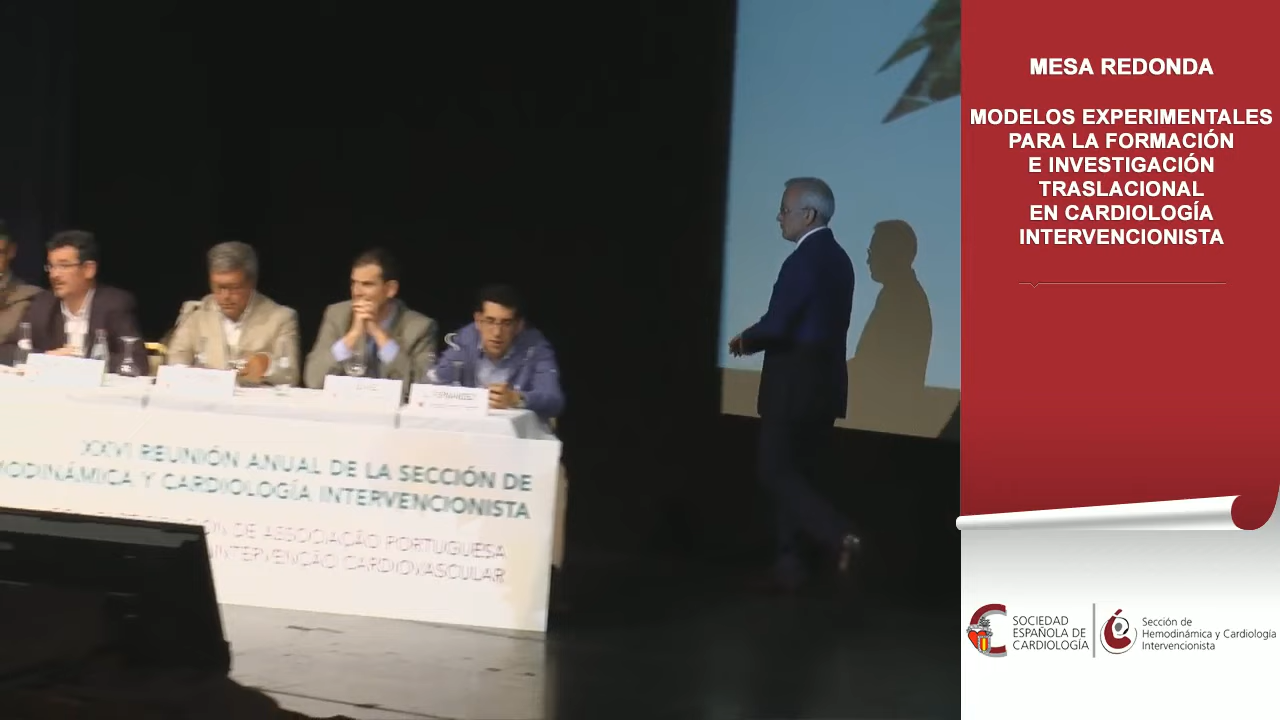 MESA REDONDA
MODELOS EXPERIMENTALES
PARA LA FORMACIÓN
E INVESTIGACIÓN
TRASLACIONAL
EN CARDIOLOGÍA
INTERVENCIONISTA
XXVI REUNIÓN ANUAL DE LA SECCIÓN DE
Y CARDIOLOGÍA INTERVENCIONISTA
DE ASSOCIAÇÃO PORTUGUESA
INTERVENÇÃO CARDIOVASCULAR
SOCIEDAD
ESPAÑOLA DE
CARDIOLOGÍA
Sección de
Hemodinámica y Cardiología
Intervencionista